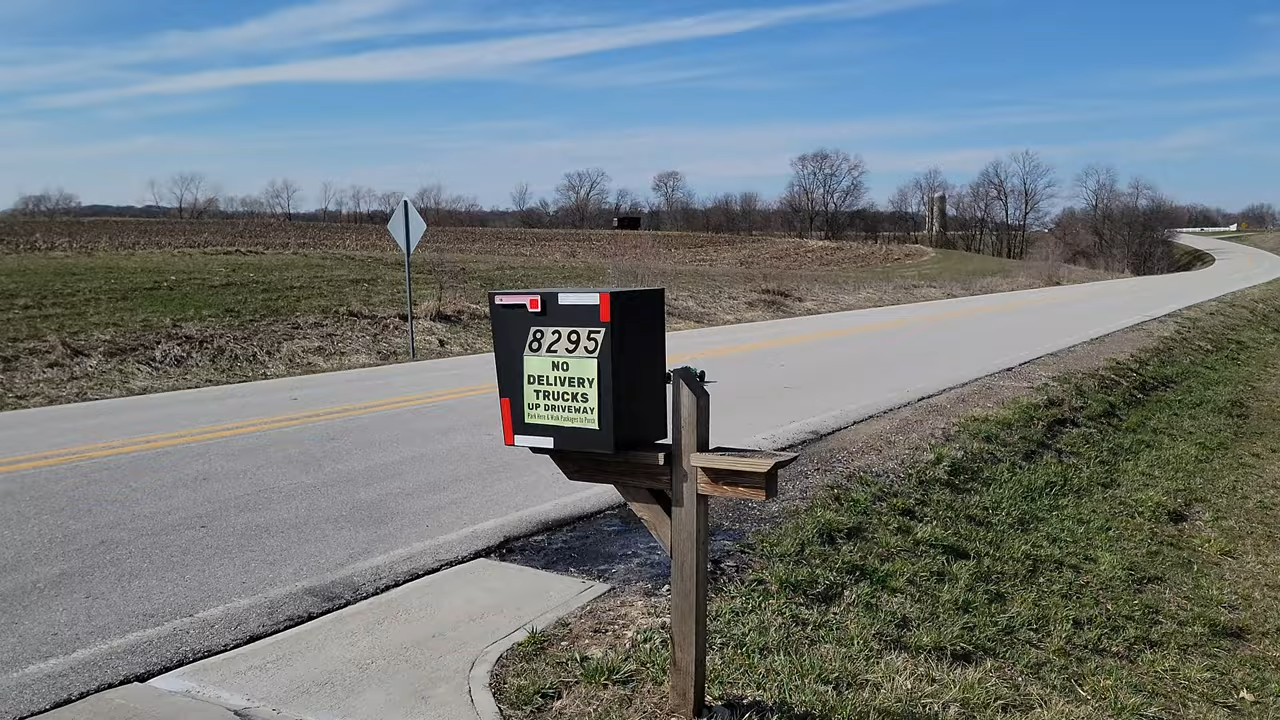 8295
NO
DELIVERY
TRUCKS
UP DRIVEWAY
Park Here & Walk Packages to Porch